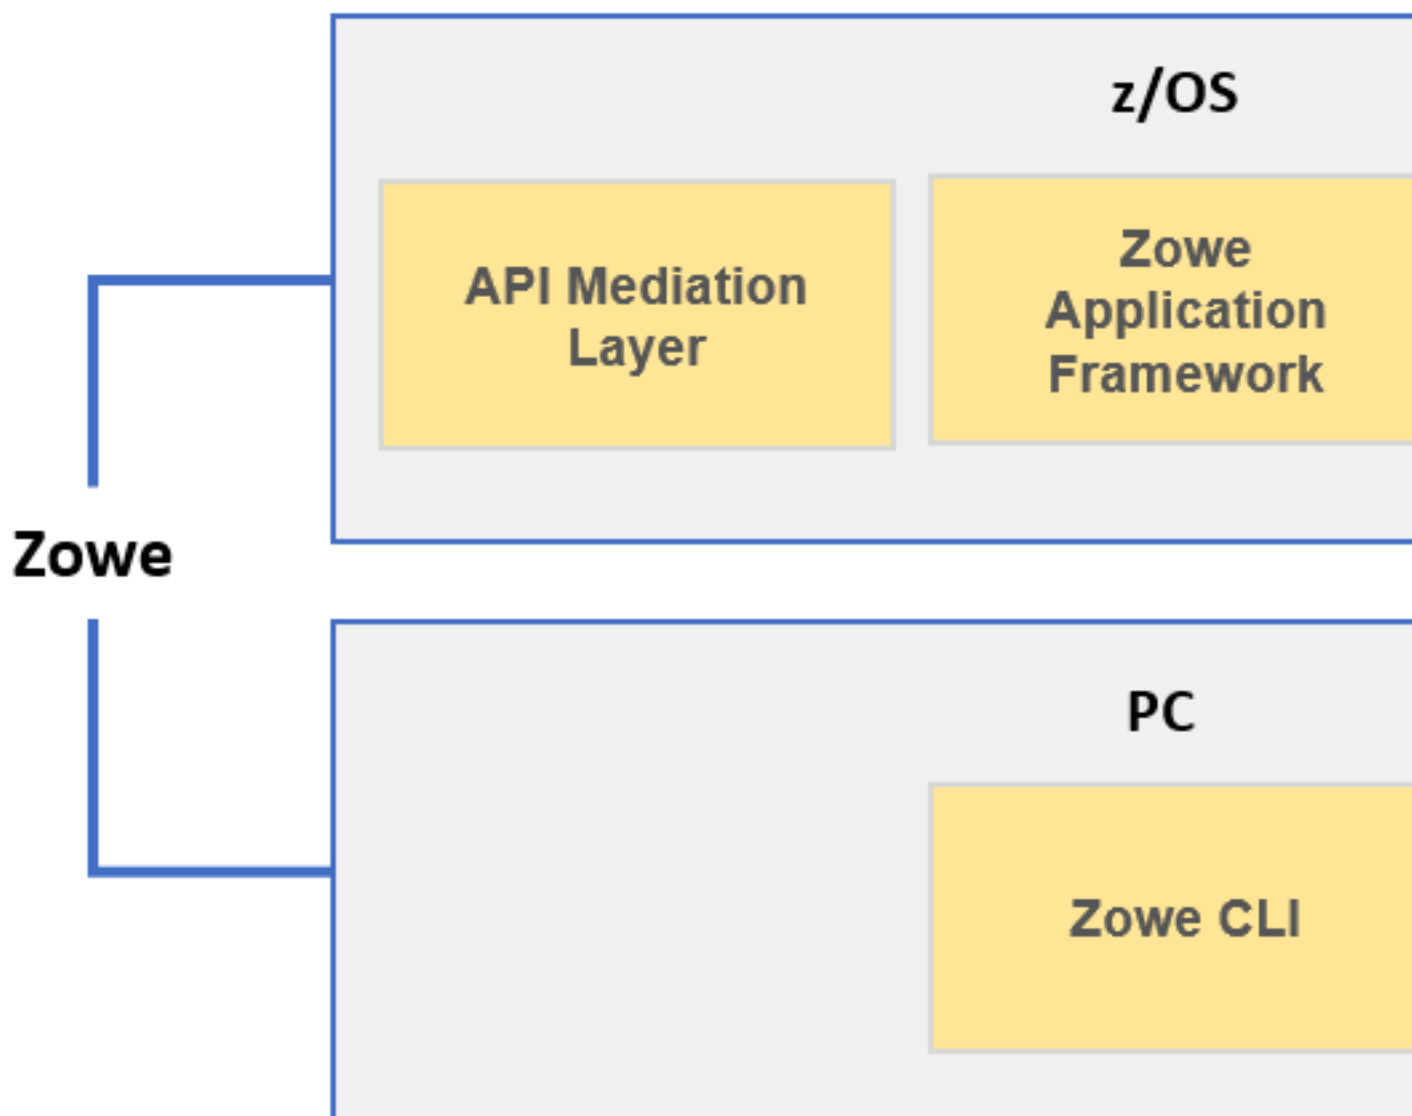 z/OS
API Mediation
Layer
Zowe
Application
Framework
Zowe
PC
Zowe CLI